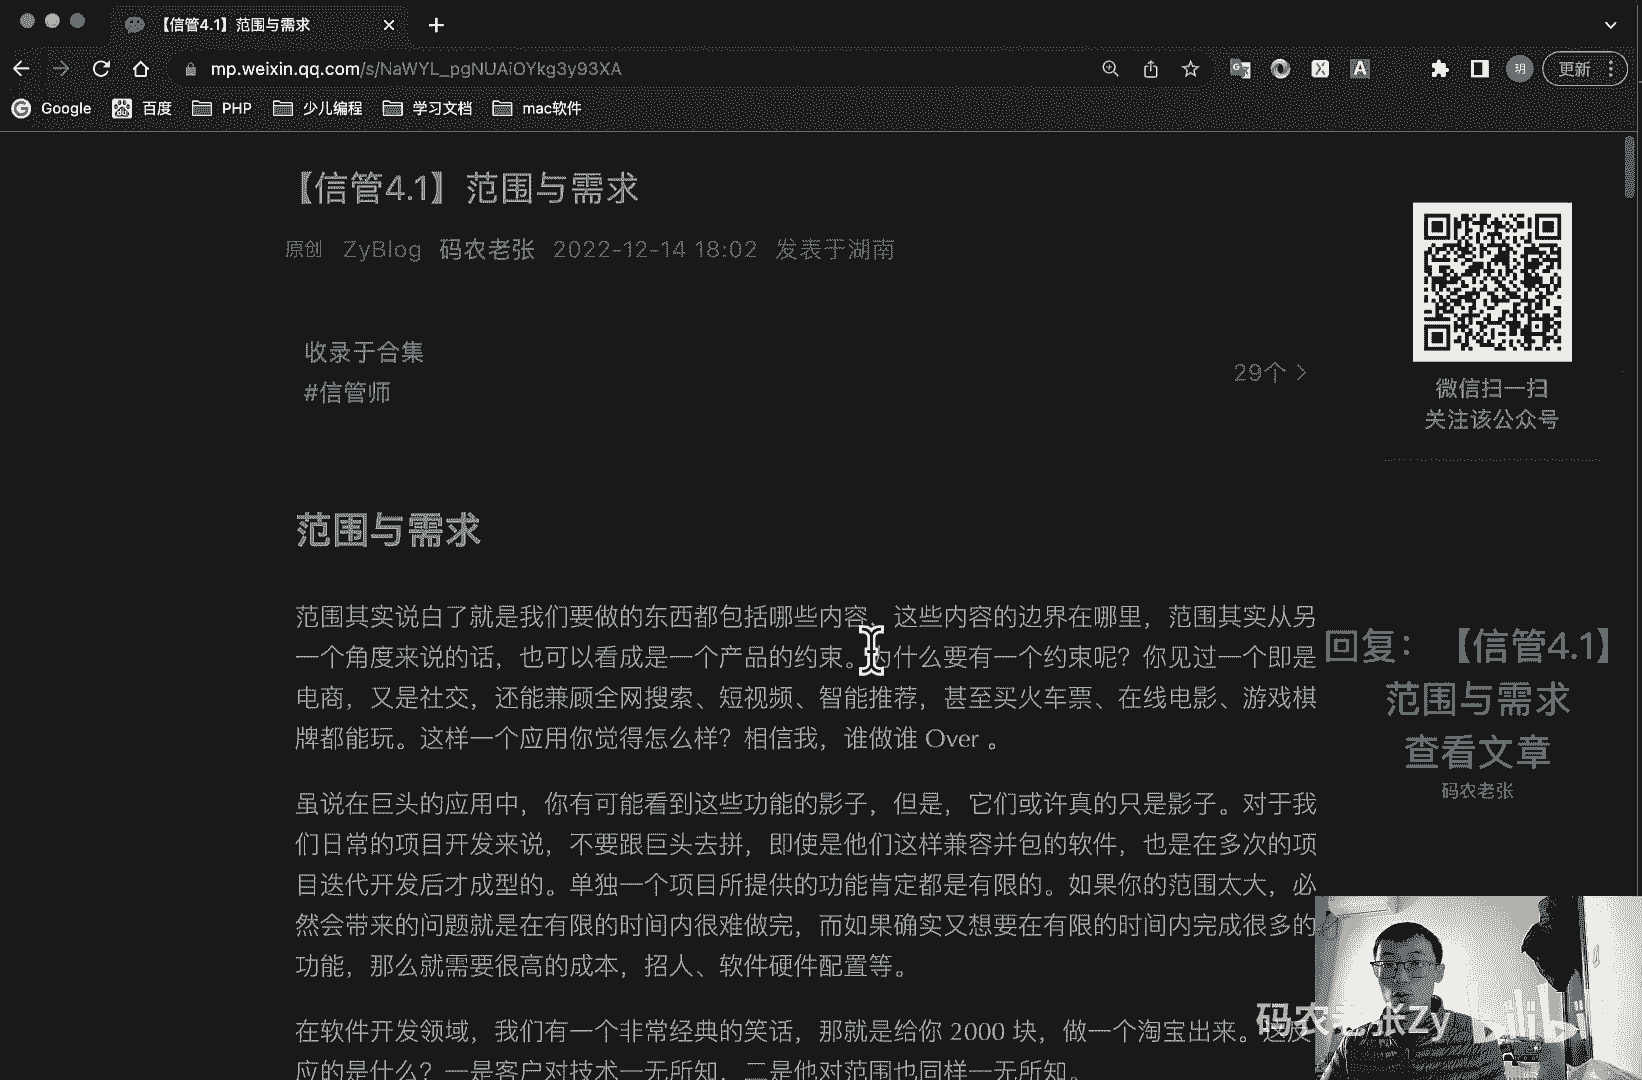 【信管4.1】范围与需求
mp.weixin.qq.com/s/NaWYL_pgNUAiOYkg3y93XA
玥
更新
Google
百度
PHP
少儿编程
学习文档
mac软件
【信管4.1】范围与需求
原创 ZyBlog 码农老张 2022-12-14 18:02 发表于湖南
收录于合集
#信管师
29个
微信扫一扫
关注该公众号
范围与需求
范围其实说白了就是我们要做的东西都包括哪些内容，这些内容的边界在哪里，范围其实从另
一个角度来说的话，也可以看成是一个产品的约束。为什么要有一个约束呢？你见过一个即是
电商，又是社交，还能兼顾全网搜索、短视频、智能推荐，甚至买火车票、在线电影、游戏棋
牌都能玩。这样一个应用你觉得怎么样？相信我，谁做谁 Over 。
虽说在巨头的应用中，你有可能看到这些功能的影子，但是，它们或许真的只是影子。对于我
们日常的项目开发来说，不要跟巨头去拼，即使是他们这样兼容并包的软件，也是在多次的项
目迭代开发后才成型的。单独一个项目所提供的功能肯定都是有限的。如果你的范围太大，必
然会带来的问题就是在有限的时间内很难做完，而如果确实又想要在有限的时间内完成很多的
功能，那么就需要很高的成本，招人、软件硬件配置等。
在软件开发领域，我们有一个非常经典的笑话，那就是给你 2000 块，做一个淘宝出来。这反
应的是什么？一是客户对技术一无所知，二是他对范围也同样一无所知。
回复：【信管4.1】
范围与需求
查看文章
码农老张
码农老张Zy
bilibili